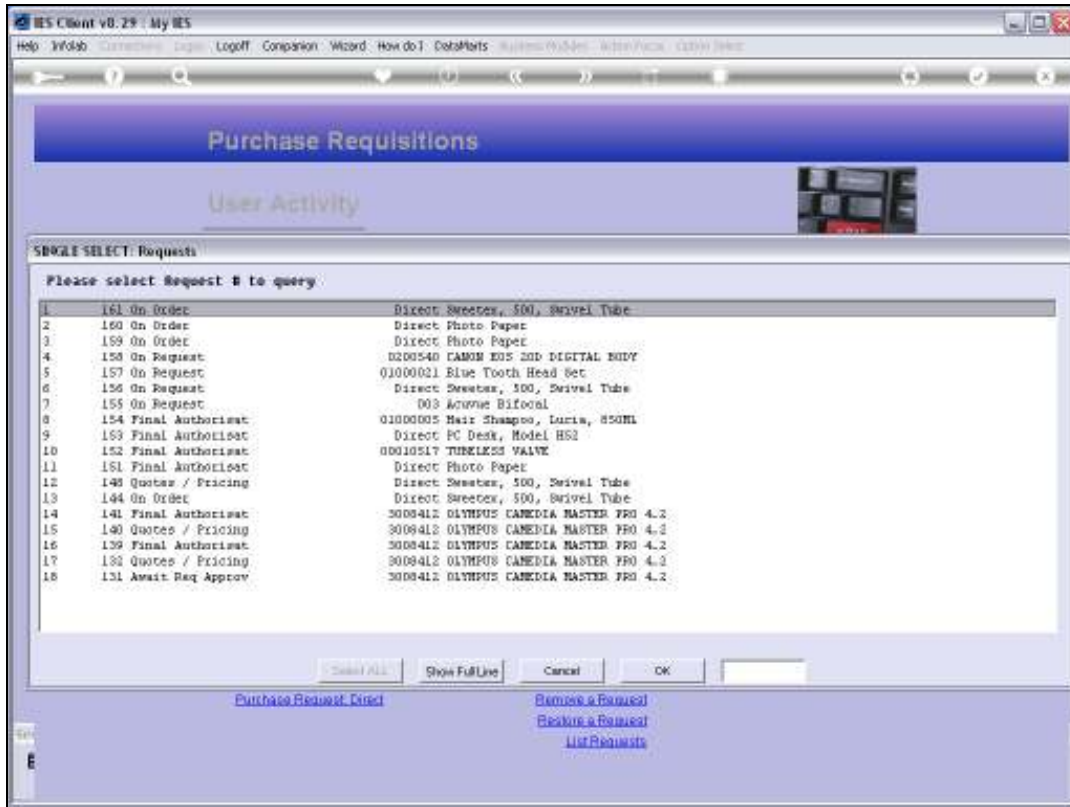 IES Client v8.29 : My IES
Help Infolab Logoff Companion Wizard How do I DataMarts
Purchase Requisitions
User Activity
SINGLE SELECT: Requests
Please select Request # to query
1 161 On Order Direct Sweetex, 500, Swivel Tube
2 160 On Order Direct Photo Paper
3 159 On Order Direct Photo Paper
4 158 On Request 0200540 CANON EOS 20D DIGITAL BODY
5 157 On Request 01000021 Blue Tooth Head Set
6 156 On Request Direct Sweetex, 500, Swivel Tube
7 155 On Request 003 Acuvue Bifocal
8 154 Final Authorisat 01000005 Hair Shampoo, Lucia, 850ML
9 153 Final Authorisat Direct PC Desk, Model H52
10 152 Final Authorisat 00010517 TUBELESS VALVE
11 151 Final Authorisat Direct Photo Paper
12 148 Quotes / Pricing Direct Sweetex, 500, Swivel Tube
13 144 On Order Direct Sweetex, 500, Swivel Tube
14 141 Final Authorisat 3008412 OLYMPUS CAMEDIA MASTER PRO 4.2
15 140 Quotes / Pricing 3008412 OLYMPUS CAMEDIA MASTER PRO 4.2
16 139 Final Authorisat 3008412 OLYMPUS CAMEDIA MASTER PRO 4.2
17 132 Quotes / Pricing 3008412 OLYMPUS CAMEDIA MASTER PRO 4.2
18 131 Await Req Approv 3008412 OLYMPUS CAMEDIA MASTER PRO 4.2
Select ALL Show Full Line Cancel OK
Purchase Request: Direct Remove a Request
Restore a Request
List Requests